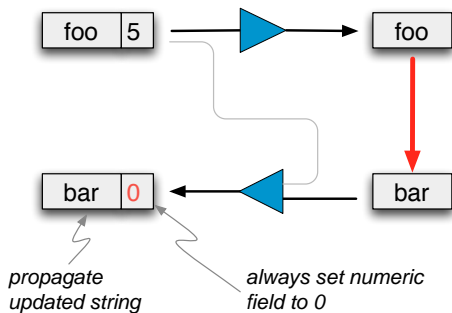 foo 5 foo
bar 0 bar
propagate
updated string
always set numeric
field to 0